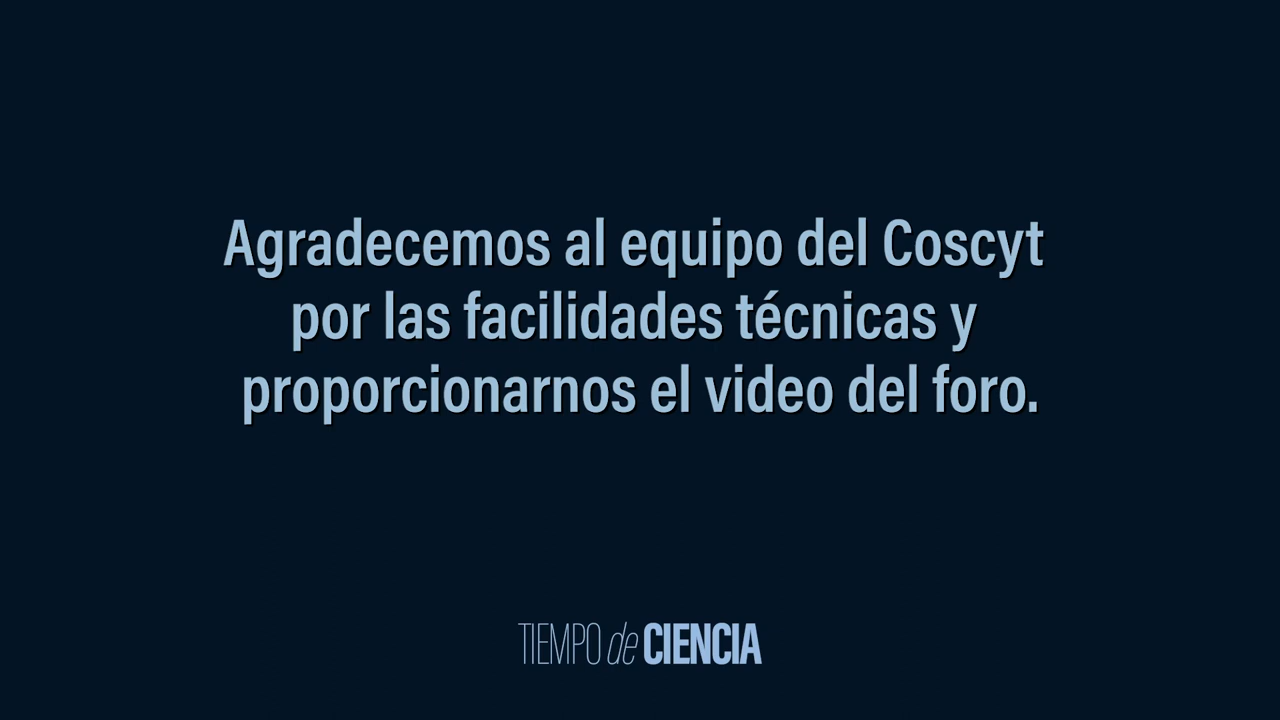 Agradecemos al equipo del Coscyt
por las facilidades técnicas y
proporcionarnos el video del foro.
TIEMPO de CIENCIA